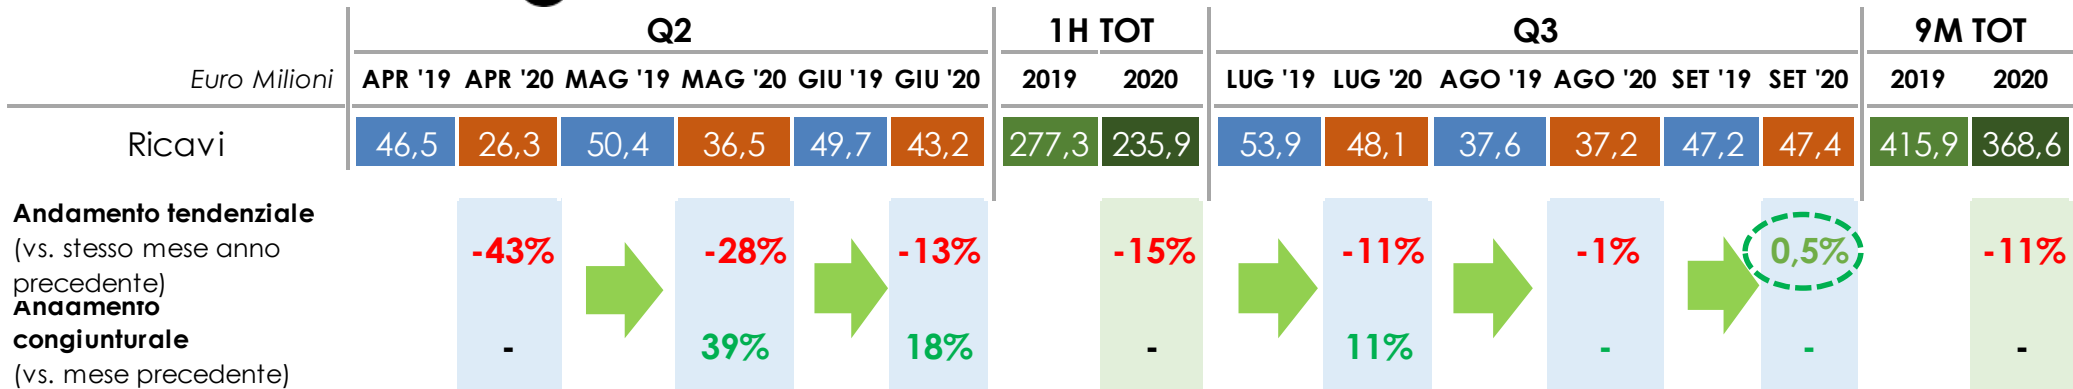 Q2 1H TOT Q3 9M TOT
Euro Milioni APR '19 APR '20 MAG '19 MAG '20 GIU '19 GIU '20 2019 2020 LUG '19 LUG '20 AGO '19 AGO '20 SET '19 SET '20 2019 2020
Ricavi 46,5 26,3 50,4 36,5 49,7 43,2 277,3 235,9 53,9 48,1 37,6 37,2 47,2 47,4 415,9 368,6
Andamento tendenziale
(vs. stesso mese anno -43% -28% -13% -15% -11% -1% 0,5% -11%
precedente)
Andamento
congiunturale - 39% 18% - 11% - - -
(vs. mese precedente)